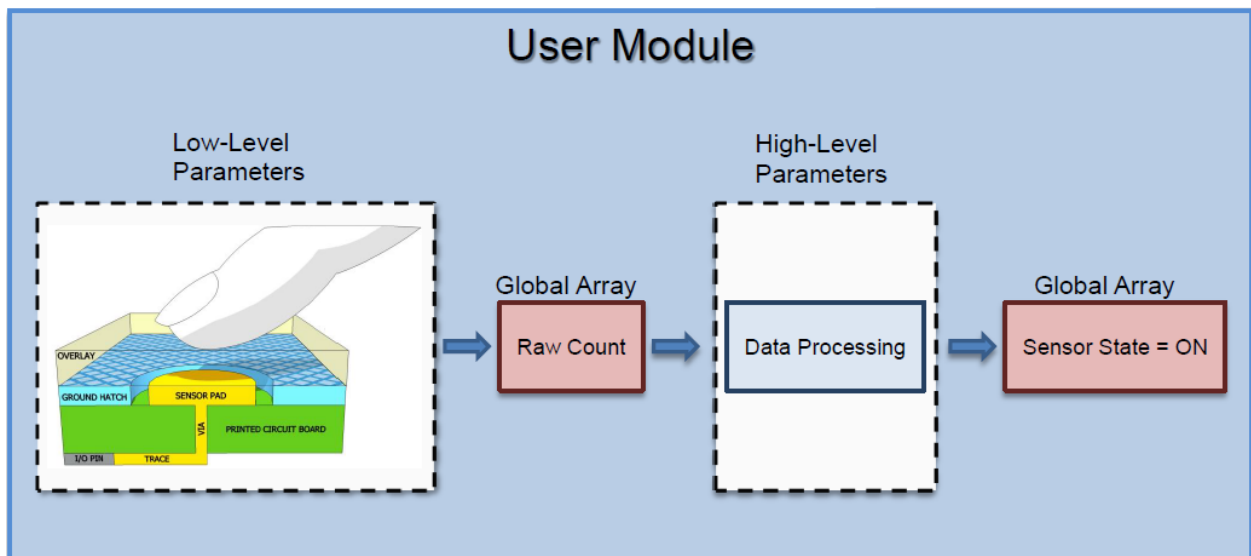 User Module
Low-Level
Parameters
High-Level
Parameters
Global Array
Global Array
Raw Count
Data Processing
Sensor State = ON
OVERLAY
GROUND HATCH
SENSOR PAD
VIA
PRINTED CIRCUIT BOARD
I/O PIN
TRACE